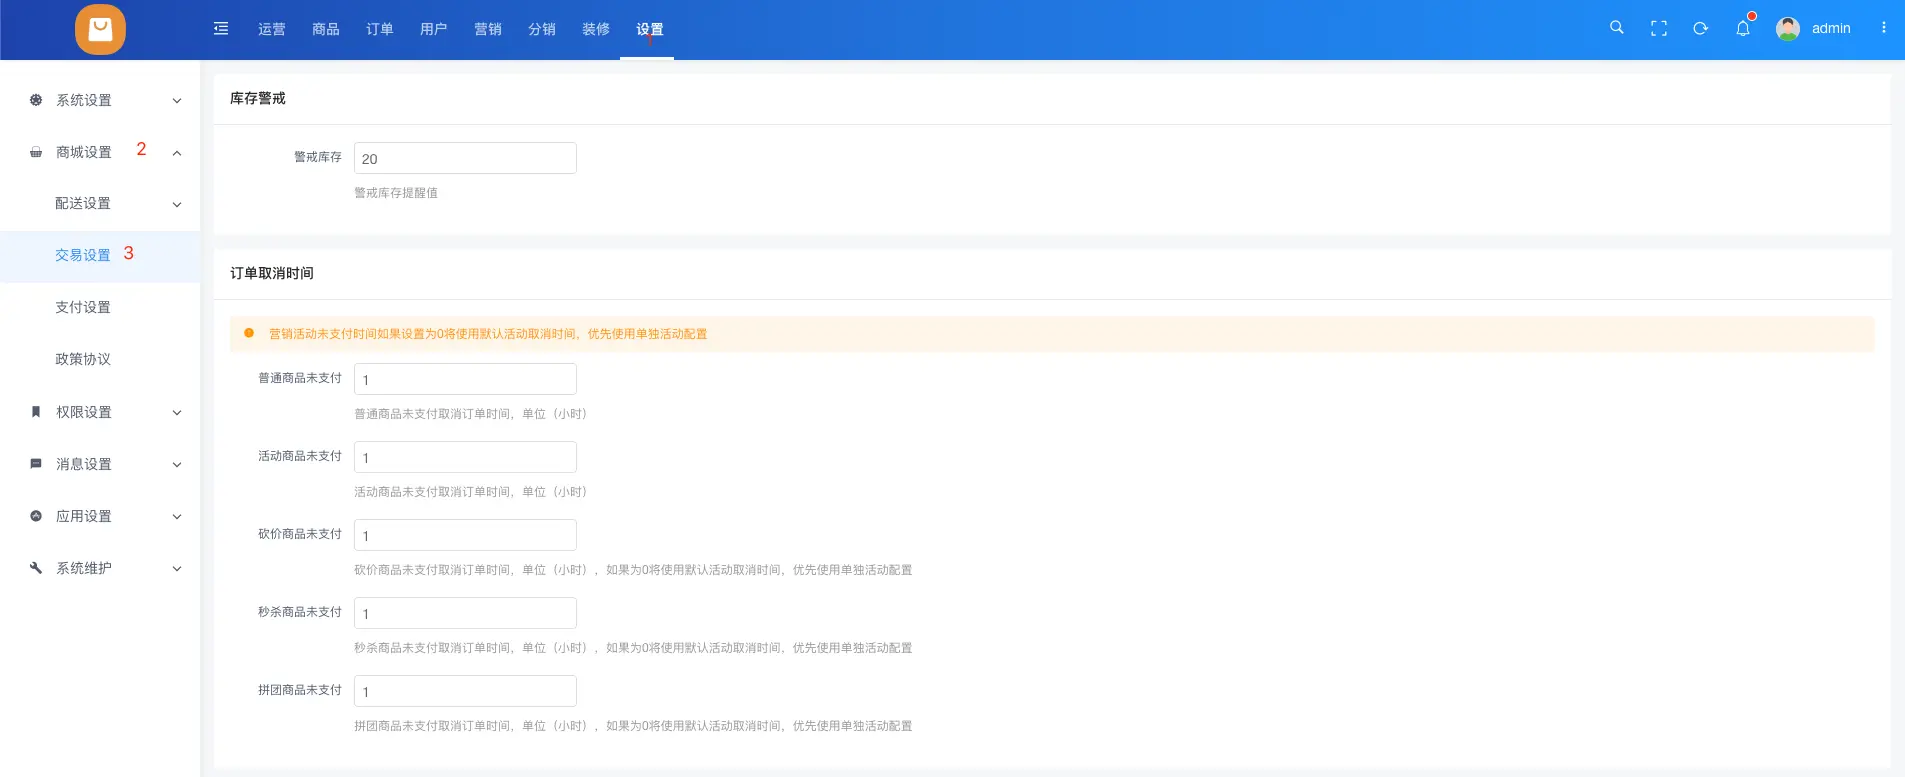 运营 商品 订单 用户 营销 分销 装修 设置
1
admin
系统设置
商城设置 2
配送设置
交易设置 3
支付设置
政策协议
权限设置
消息设置
应用设置
系统维护
库存警戒
警戒库存 20
警戒库存提醒值
订单取消时间
营销活动未支付时间如果设置为0将使用默认活动取消时间，优先使用单独活动配置
普通商品未支付 1
普通商品未支付取消订单时间，单位（小时）
活动商品未支付 1
活动商品未支付取消订单时间，单位（小时）
砍价商品未支付 1
砍价商品未支付取消订单时间，单位（小时），如果为0将使用默认活动取消时间，优先使用单独活动配置
秒杀商品未支付 1
秒杀商品未支付取消订单时间，单位（小时），如果为0将使用默认活动取消时间，优先使用单独活动配置
拼团商品未支付 1
拼团商品未支付取消订单时间，单位（小时），如果为0将使用默认活动取消时间，优先使用单独活动配置